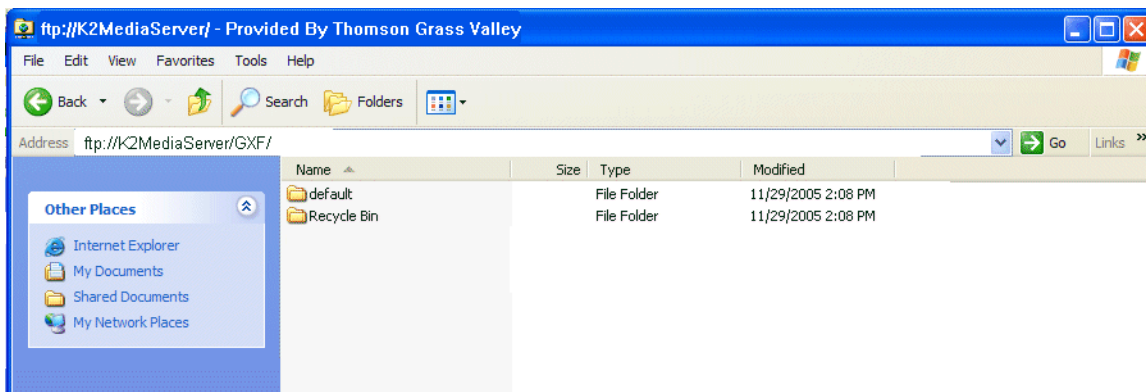 ftp://K2MediaServer/ - Provided By Thomson Grass Valley
File Edit View Favorites Tools Help
Back Search Folders
Address ftp://K2MediaServer/GXF/ Go Links »
Name Size Type Modified
default File Folder 11/29/2005 2:08 PM
Recycle Bin File Folder 11/29/2005 2:08 PM
Other Places
Internet Explorer
My Documents
Shared Documents
My Network Places